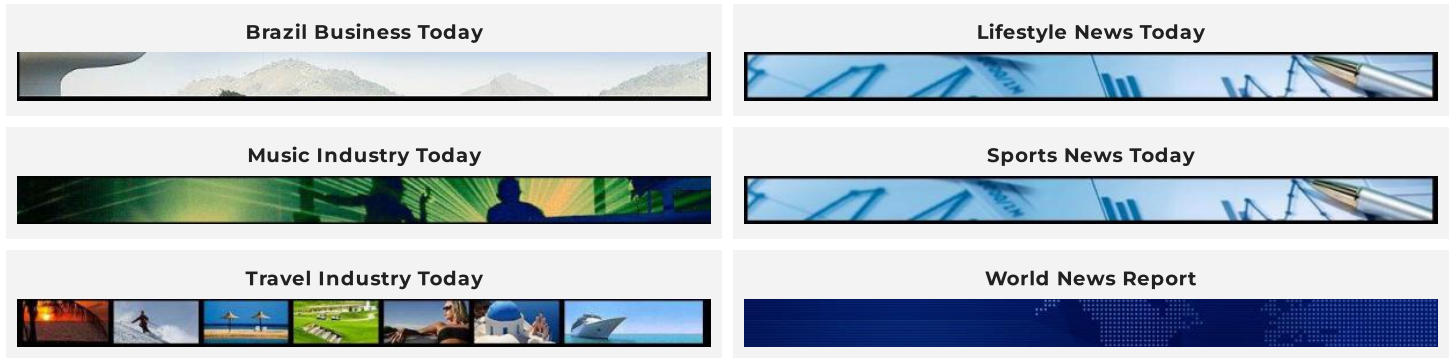 Brazil Business Today
Lifestyle News Today
Music Industry Today
Sports News Today
Travel Industry Today
World News Report